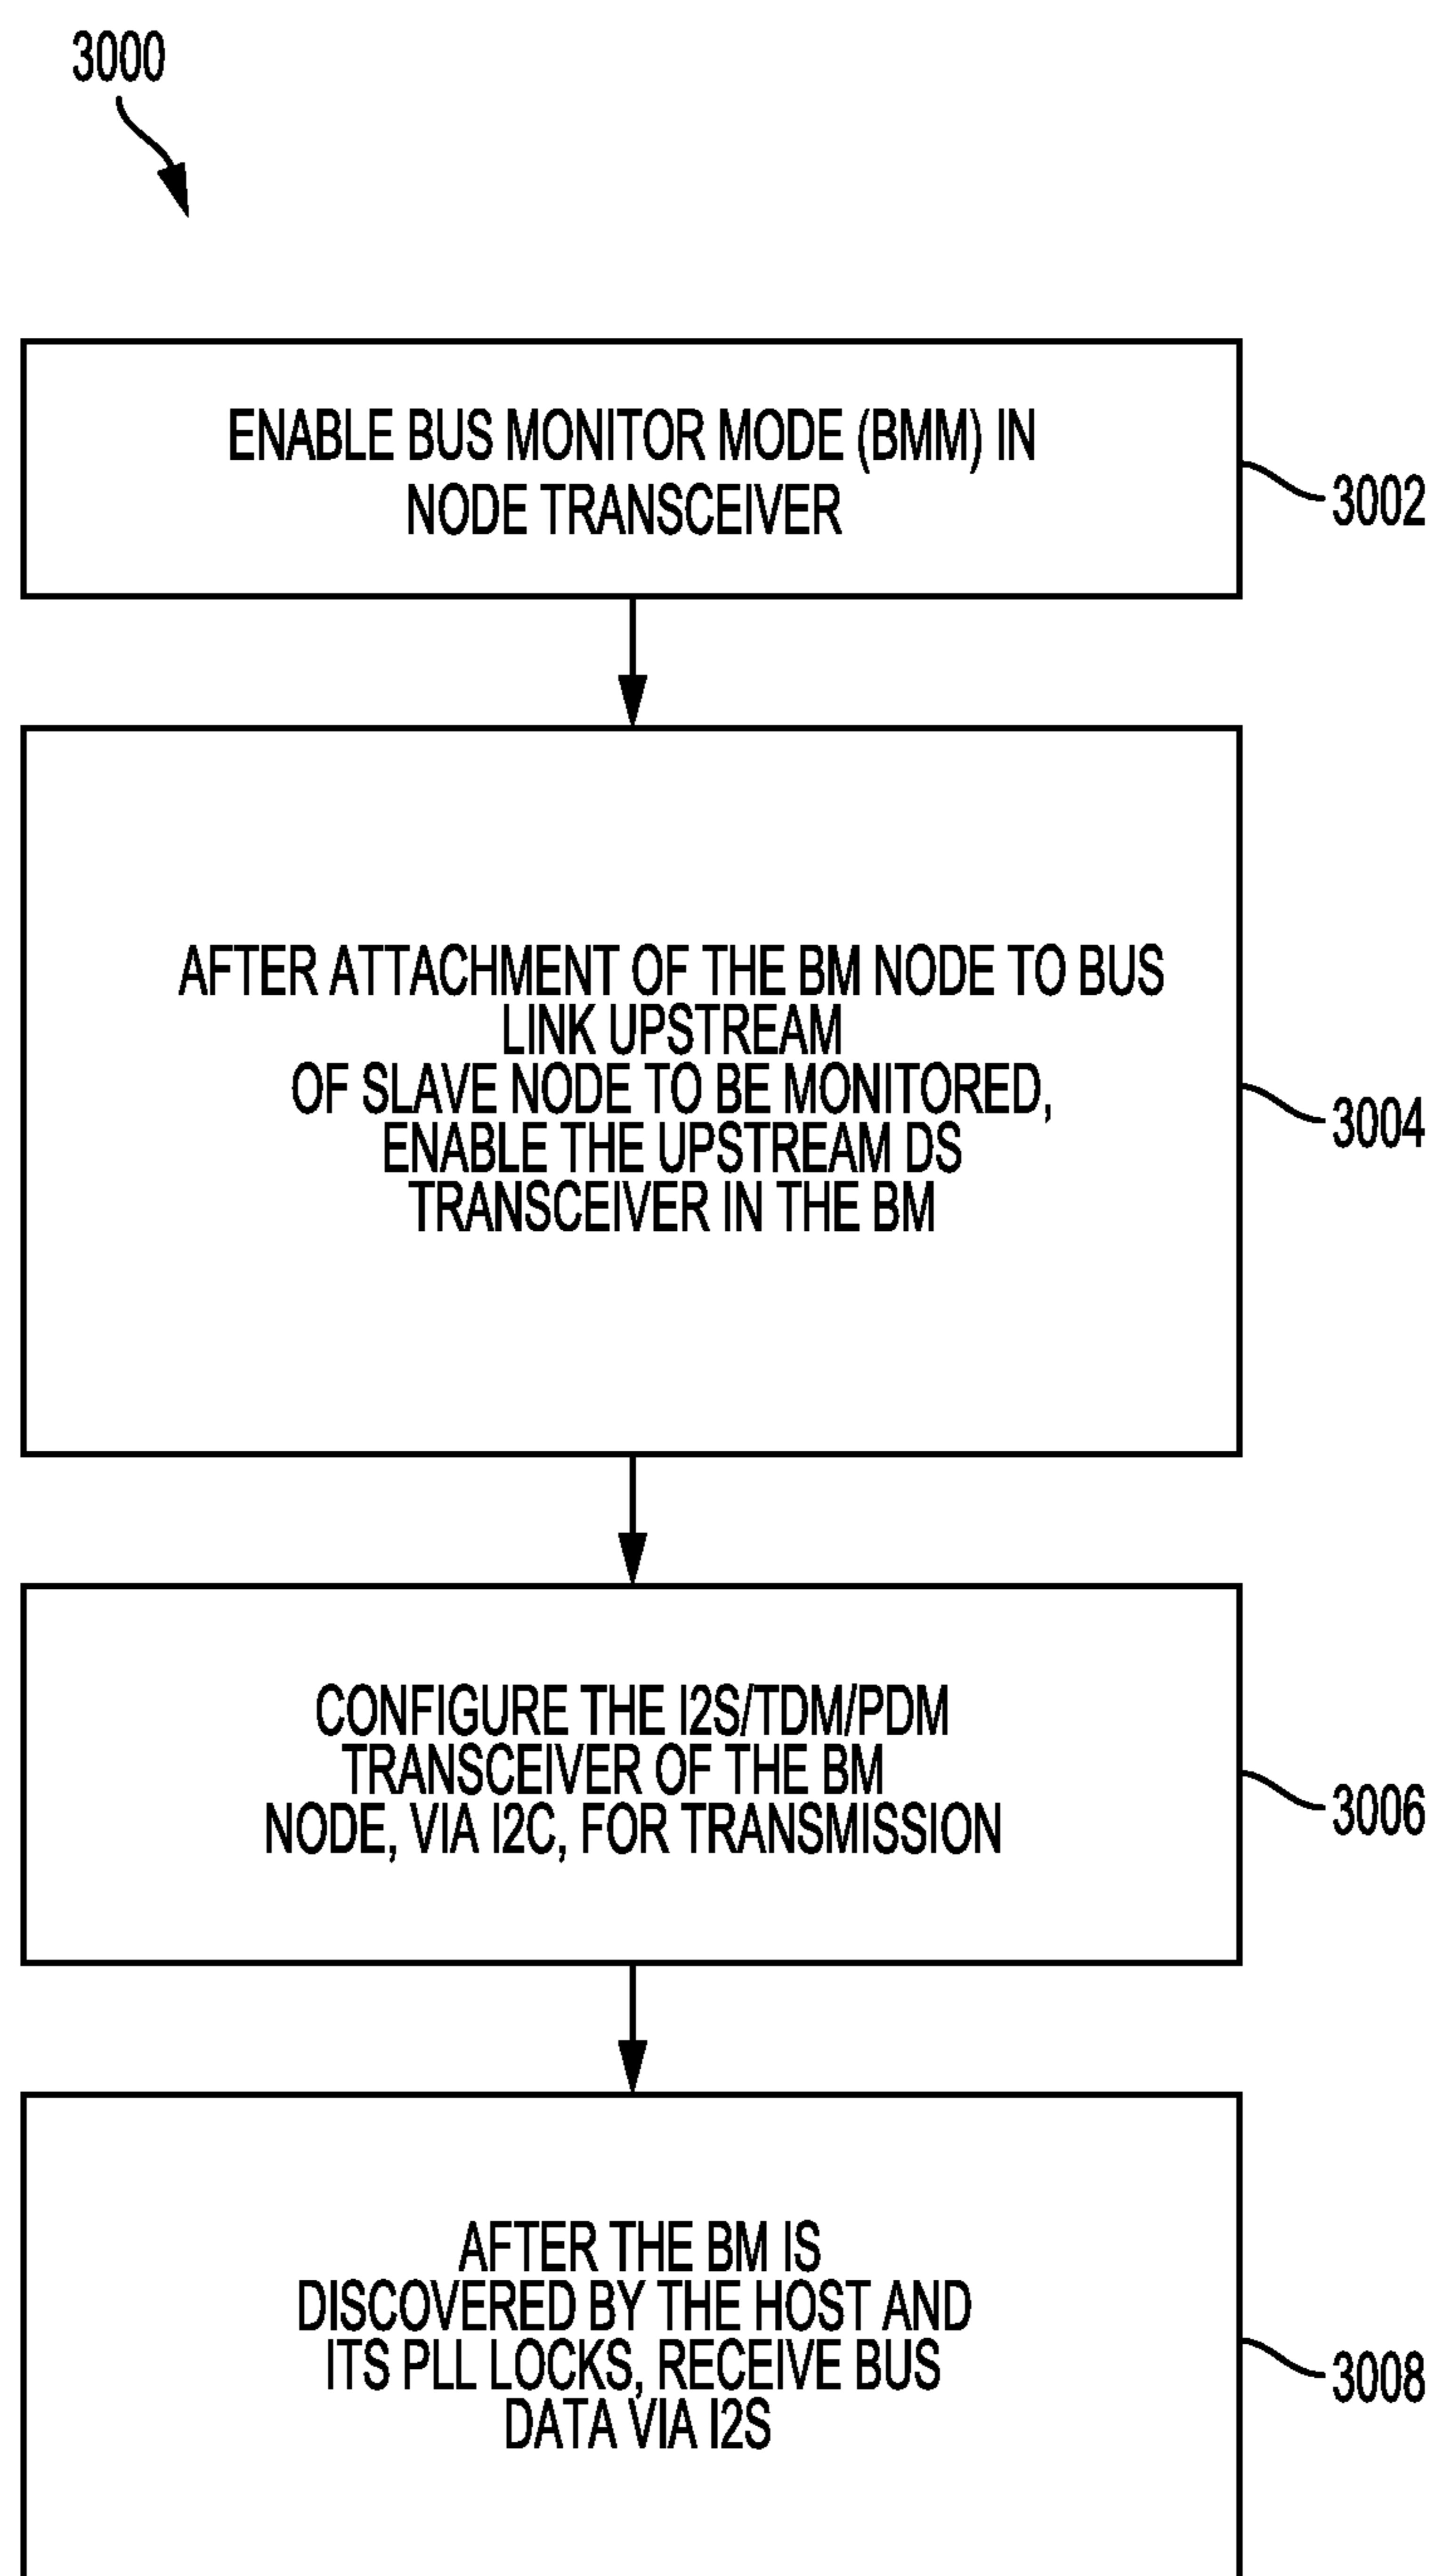 3000
ENABLE BUS MONITOR MODE (BMM) IN
NODE TRANSCEIVER
3002
AFTER ATTACHMENT OF THE BM NODE TO BUS
LINK UPSTREAM
OF SLAVE NODE TO BE MONITORED,
ENABLE THE UPSTREAM DS
TRANSCEIVER IN THE BM
3004
CONFIGURE THE I2S/TDM/PDM
TRANSCEIVER OF THE BM
NODE, VIA I2C, FOR TRANSMISSION
3006
AFTER THE BM IS
DISCOVERED BY THE HOST AND
ITS PLL LOCKS, RECEIVE BUS
DATA VIA I2S
3008